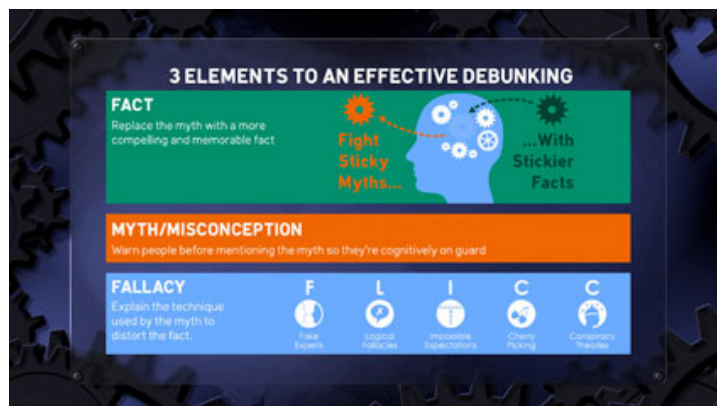 3 ELEMENTS TO AN EFFECTIVE DEBUNKING
FACT
Replace the myth with a more
compelling and memorable fact
Fight
Sticky
Myths...
...With
Stickier
Facts
MYTH/MISCONCEPTION
Warn people before mentioning the myth so they're cognitively on guard
FALLACY
Explain the technique
used by the myth to
distort the fact.
F L I C C
Fake
Experts
Logical
Fallacies
Impossible
Expectations
Cherry
Picking
Conspiracy
Theories